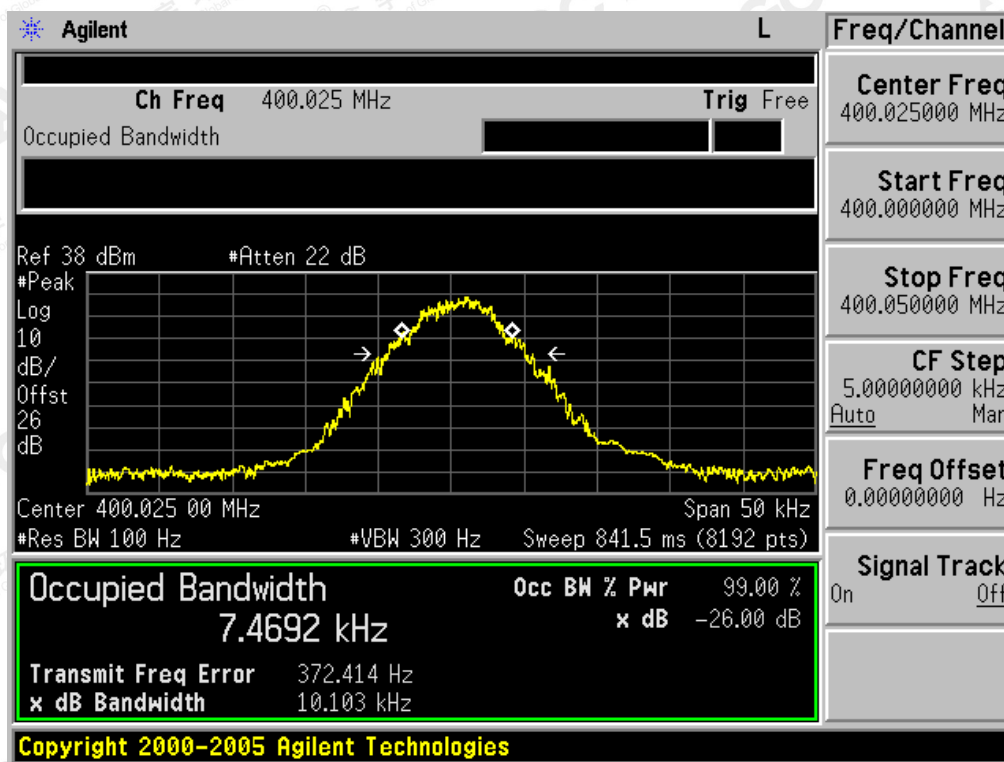 Agilent
L
Freq/Channel
Ch Freq 400.025 MHz Trig Free
Occupied Bandwidth
Center Freq
400.025000 MHz
Start Freq
400.000000 MHz
Stop Freq
400.050000 MHz
CF Step
5.00000000 kHz
Auto Man
Freq Offset
0.00000000 Hz
Signal Track
On Off
Ref 38 dBm #Atten 22 dB
#Peak
Log
10
dB/
Offst
26
dB
Center 400.025 00 MHz Span 50 kHz
#Res BW 100 Hz #VBW 300 Hz Sweep 841.5 ms (8192 pts)
Occupied Bandwidth
7.4692 kHz
Occ BW % Pwr 99.00 %
x dB -26.00 dB
Transmit Freq Error 372.414 Hz
x dB Bandwidth 10.103 kHz
Copyright 2000-2005 Agilent Technologies